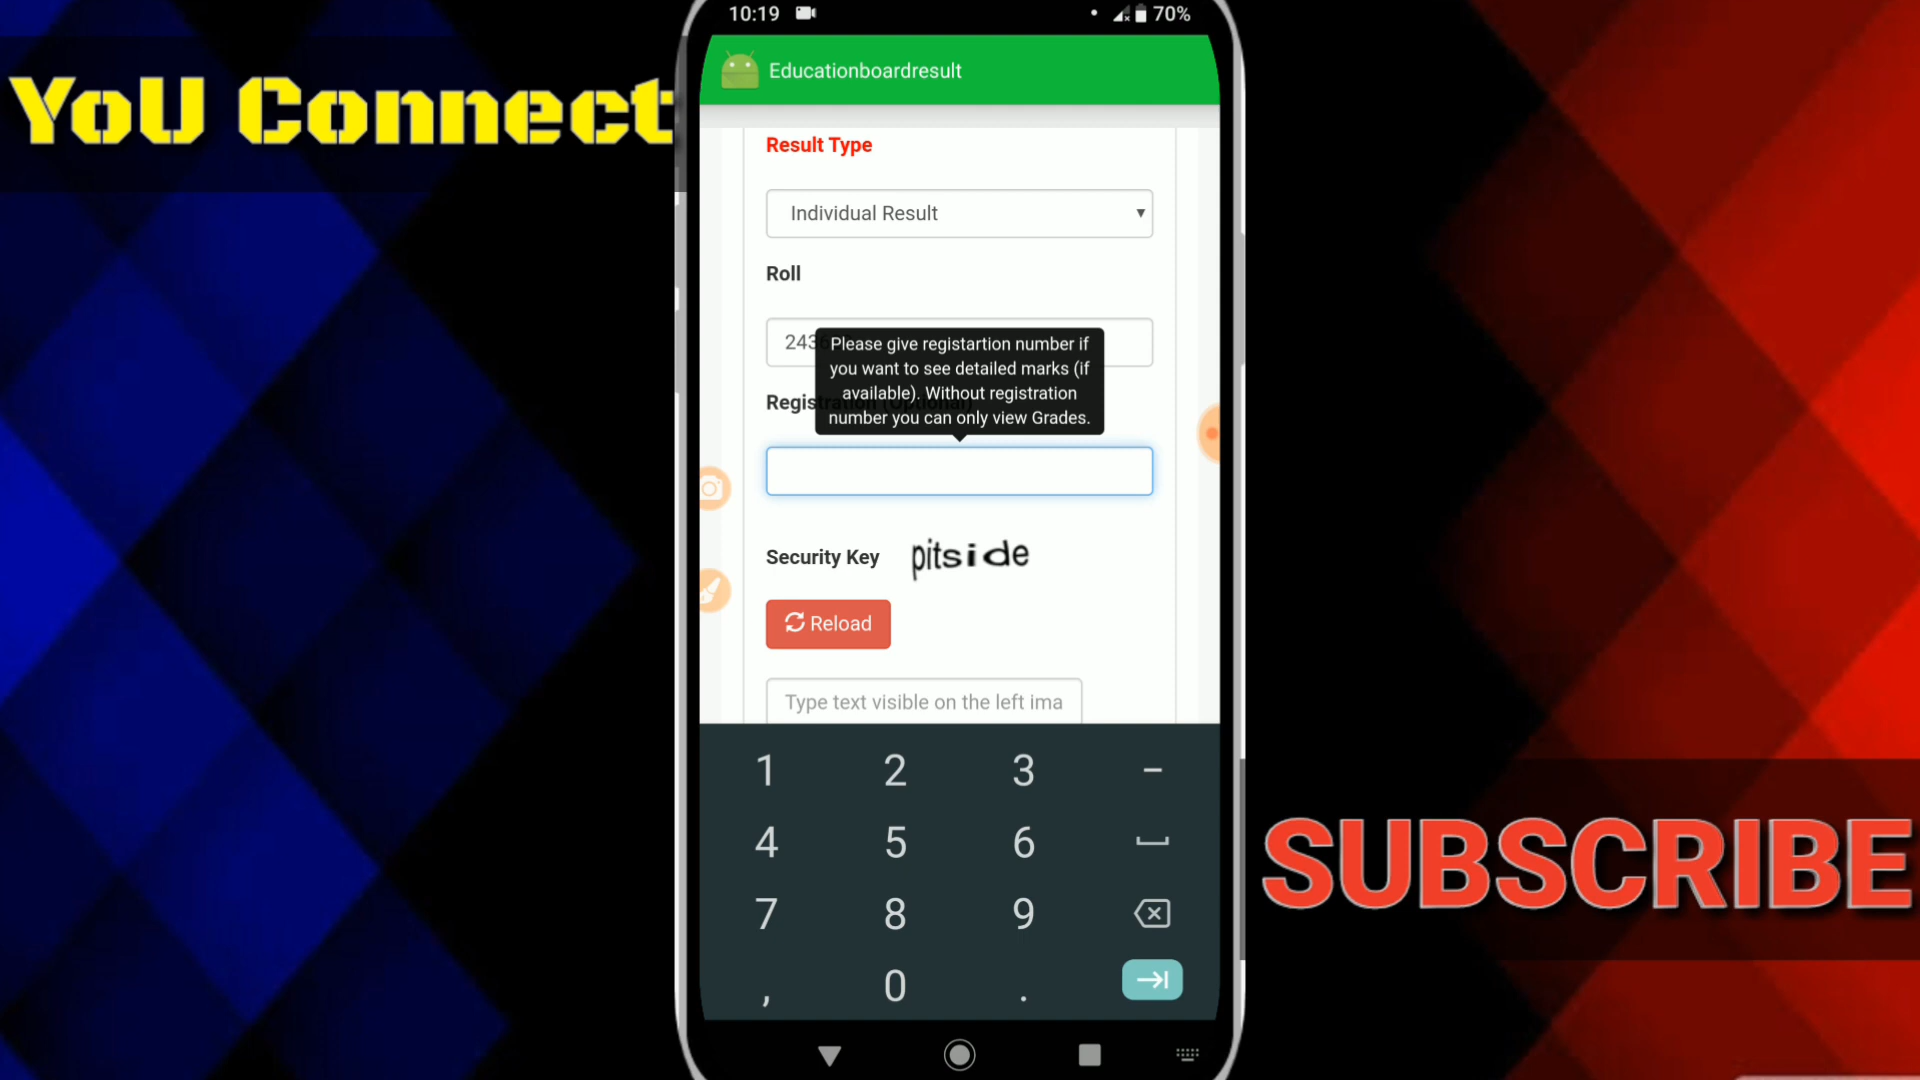 10:19
70%
YoU Connect
Educationboardresult
Result Type
Individual Result
Roll
243
Please give registartion number if
you want to see detailed marks (if
available). Without registration
number you can only view Grades.
Registration (Optional)
Security Key pitside
Reload
Type text visible on the left ima
1 2 3 -
4 5 6
7 8 9
, 0 .
SUBSCRIBE